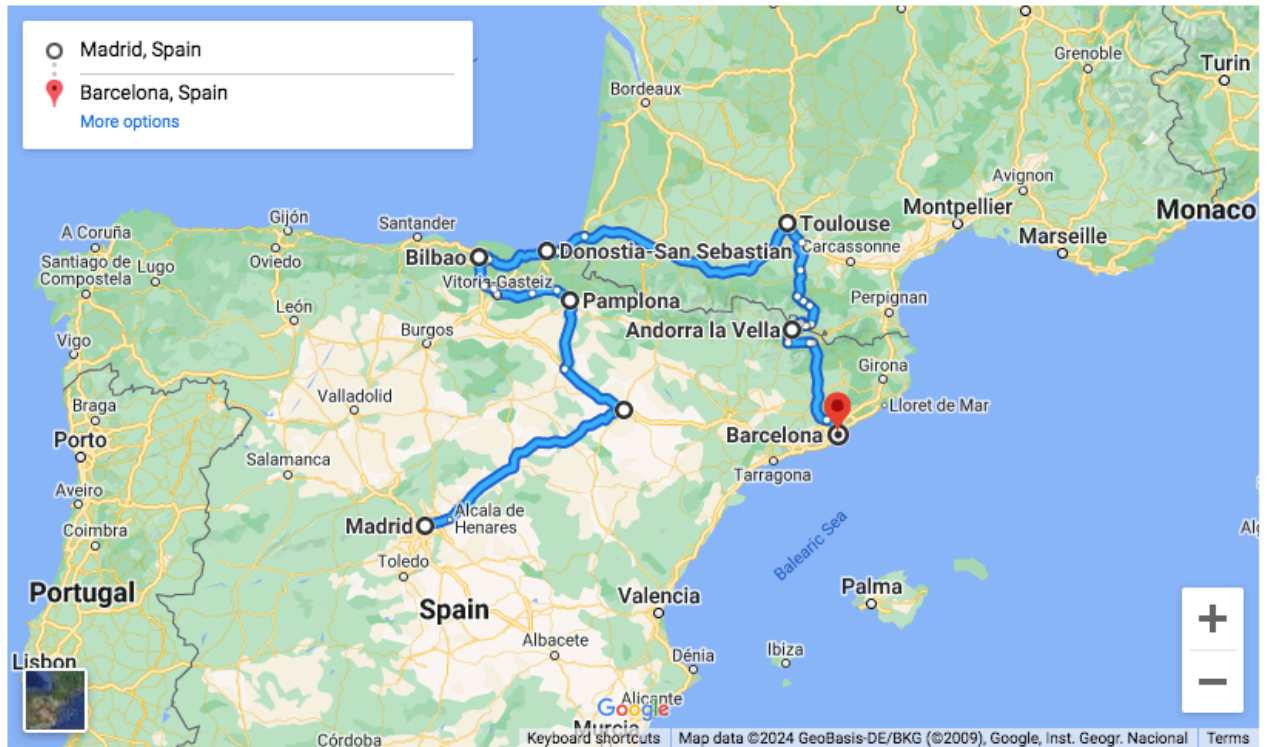 Madrid, Spain
Barcelona, Spain
More options
Grenoble
Turin
Bordeaux
Avignon
Montpellier
Monaco
Marseille
Toulouse
Carcassonne
Gijón
Santander
A Coruña
Bilbao
Donostia-San Sebastian
Santiago de
Compostela
Lugo
Oviedo
Vitoria-Gasteiz
Pamplona
Perpignan
León
Burgos
Andorra la Vella
Vigo
Girona
Valladolid
Braga
Lloret de Mar
Porto
Barcelona
Salamanca
Tarragona
Aveiro
Alcala de
Henares
Madrid
Coimbra
Balearic Sea
Toledo
Portugal
Spain
Valencia
Palma
Albacete
Ibiza
Dénia
Lisbon
Alicante
Google
Murcia
Córdoba
Keyboard shortcuts
Map data ©2024 GeoBasis-DE/BKG (©2009), Google, Inst. Geogr. Nacional
Terms